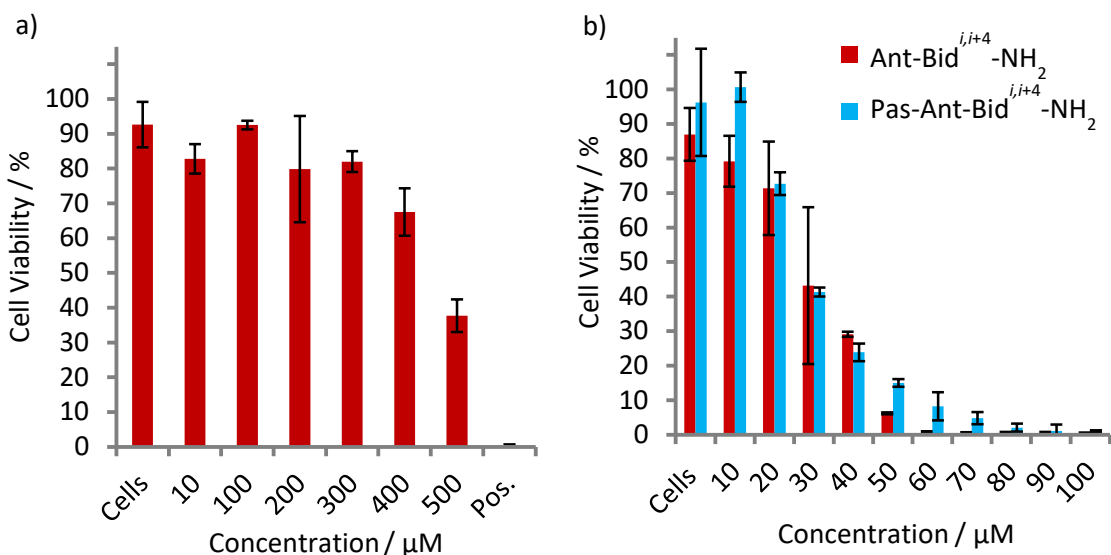 a)
Cell Viability / %
100
90
80
70
60
50
40
30
20
10
0
Cells 10 100 200 300 400 500 Pos.
Concentration / µM
b)
Ant-Bid^i,i+4-NH₂
Pas-Ant-Bid^i,i+4-NH₂
Cell Viability / %
100
90
80
70
60
50
40
30
20
10
0
Cells 10 20 30 40 50 60 70 80 90 100
Concentration / µM